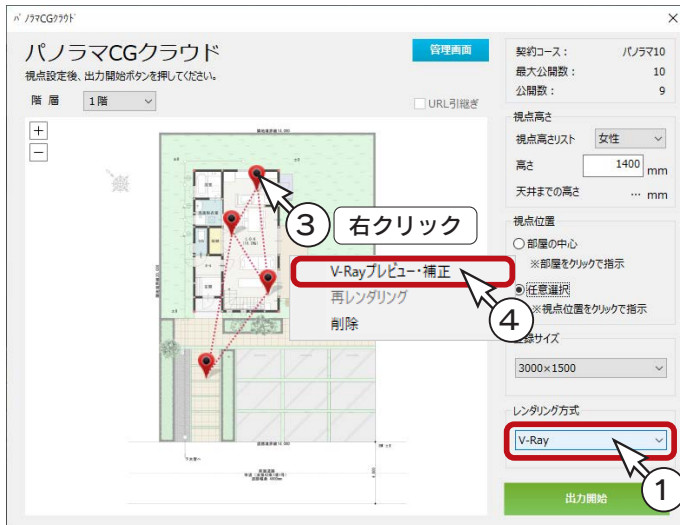 パノラマCGクラウド
パノラマCGクラウド
視点設定後、出力開始ボタンを押してください。
管理画面
階 層
1階
URL引継ぎ
契約コース：
パノラマ10
最大公開数：
10
公開数：
9
視点高さ
視点高さリスト
女性
高さ
1400
mm
天井までの高さ
… mm
視点位置
部屋の中心
※部屋をクリックで指示
任意選択
※視点位置をクリックで指示
③
右クリック
V-Rayプレビュー・補正
再レンダリング
削除
④
登録サイズ
3000×1500
レンダリング方式
V-Ray
①
出力開始